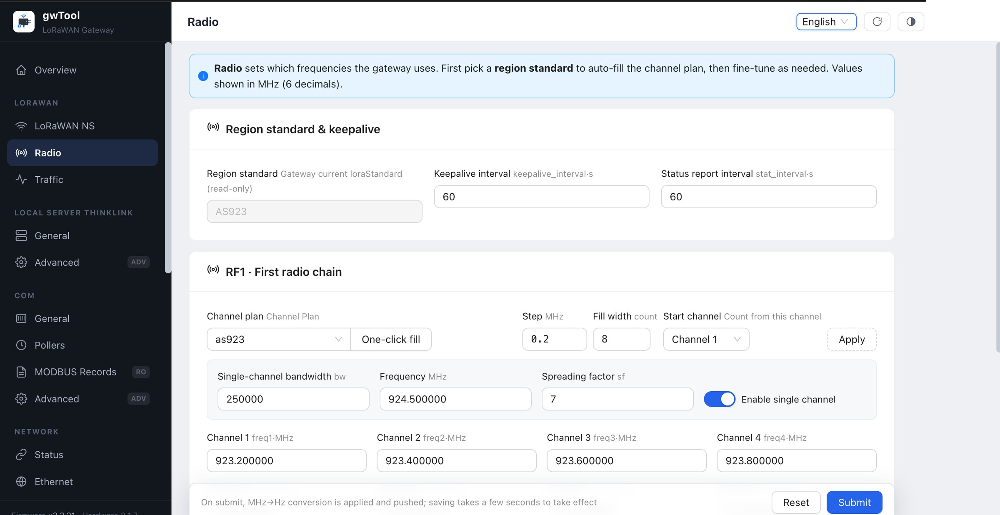 gwTool
LoRaWAN Gateway
Overview
LORAWAN
LoRaWAN NS
Radio
Traffic
LOCAL SERVER THINKLINK
General
Advanced ADV
COM
General
Pollers
MODBUS Records RO
Advanced ADV
NETWORK
Status
Ethernet
Radio
English
Radio sets which frequencies the gateway uses. First pick a region standard to auto-fill the channel plan, then fine-tune as needed. Values
shown in MHz (6 decimals).
Region standard & keepalive
Region standard Gateway current loraStandard
(read-only)
AS923
Keepalive interval keepalive_interval·s
60
Status report interval stat_interval·s
60
RF1 · First radio chain
Channel plan Channel Plan
as923
One-click fill
Step MHz
0.2
Fill width count
8
Start channel Count from this channel
Channel 1
Apply
Single-channel bandwidth bw
250000
Frequency MHz
924.500000
Spreading factor sf
7
Enable single channel
Channel 1 freq1·MHz
923.200000
Channel 2 freq2·MHz
923.400000
Channel 3 freq3·MHz
923.600000
Channel 4 freq4·MHz
923.800000
On submit, MHz→Hz conversion is applied and pushed; saving takes a few seconds to take effect
Reset
Submit